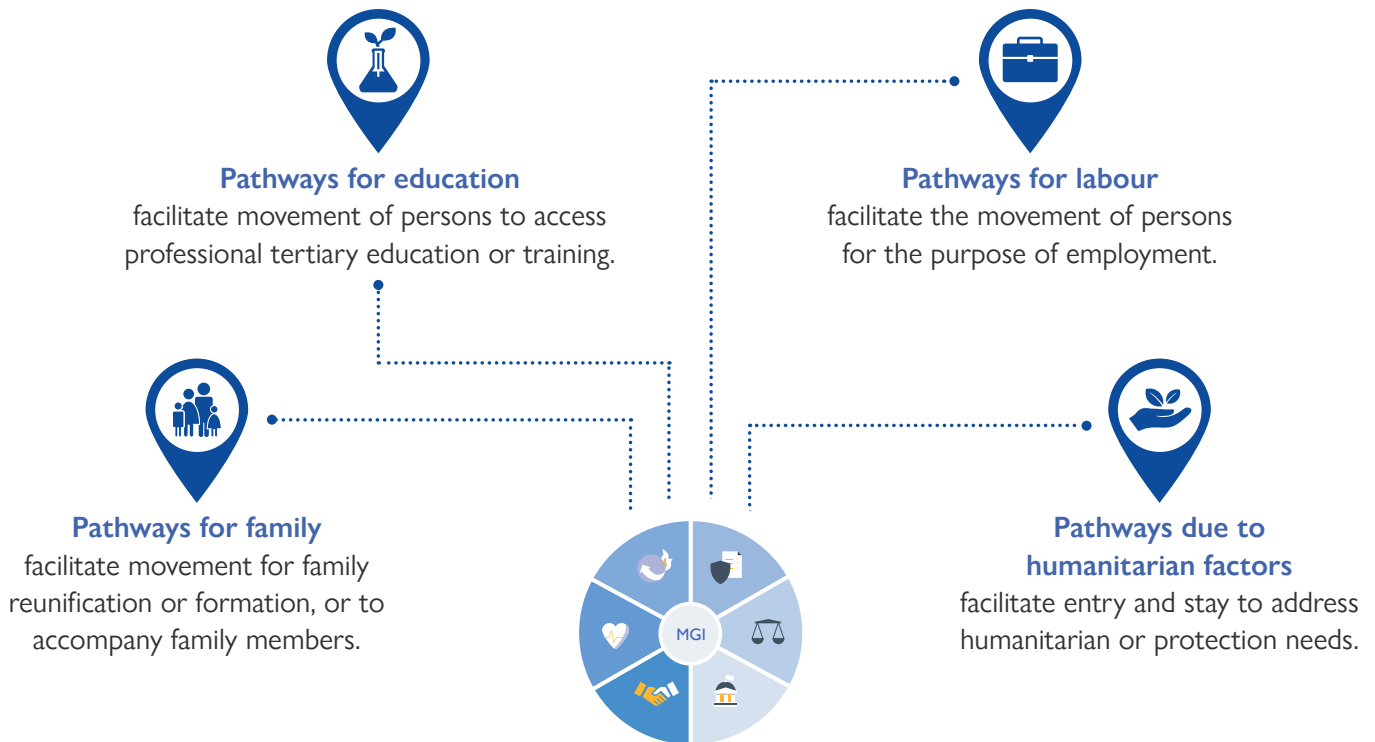 Pathways for education
facilitate movement of persons to access
professional tertiary education or training.
Pathways for labour
facilitate the movement of persons
for the purpose of employment.
Pathways for family
facilitate movement for family
reunification or formation, or to
accompany family members.
Pathways due to
humanitarian factors
facilitate entry and stay to address
humanitarian or protection needs.
MGI